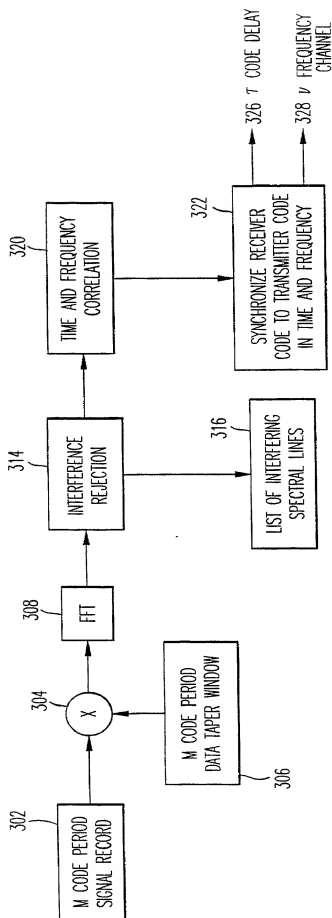 302
M CODE PERIOD
SIGNAL RECORD
304
X
M CODE PERIOD
DATA TAPER WINDOW
306
308
FFT
314
INTERFERENCE
REJECTION
316
LIST OF INTERFERING
SPECTRAL LINES
320
TIME AND FREQUENCY
CORRELATION
322
SYNCHRONIZE RECEIVER
CODE TO TRANSMITTER CODE
IN TIME AND FREQUENCY
326 τ CODE DELAY
328 ν FREQUENCY
CHANNEL